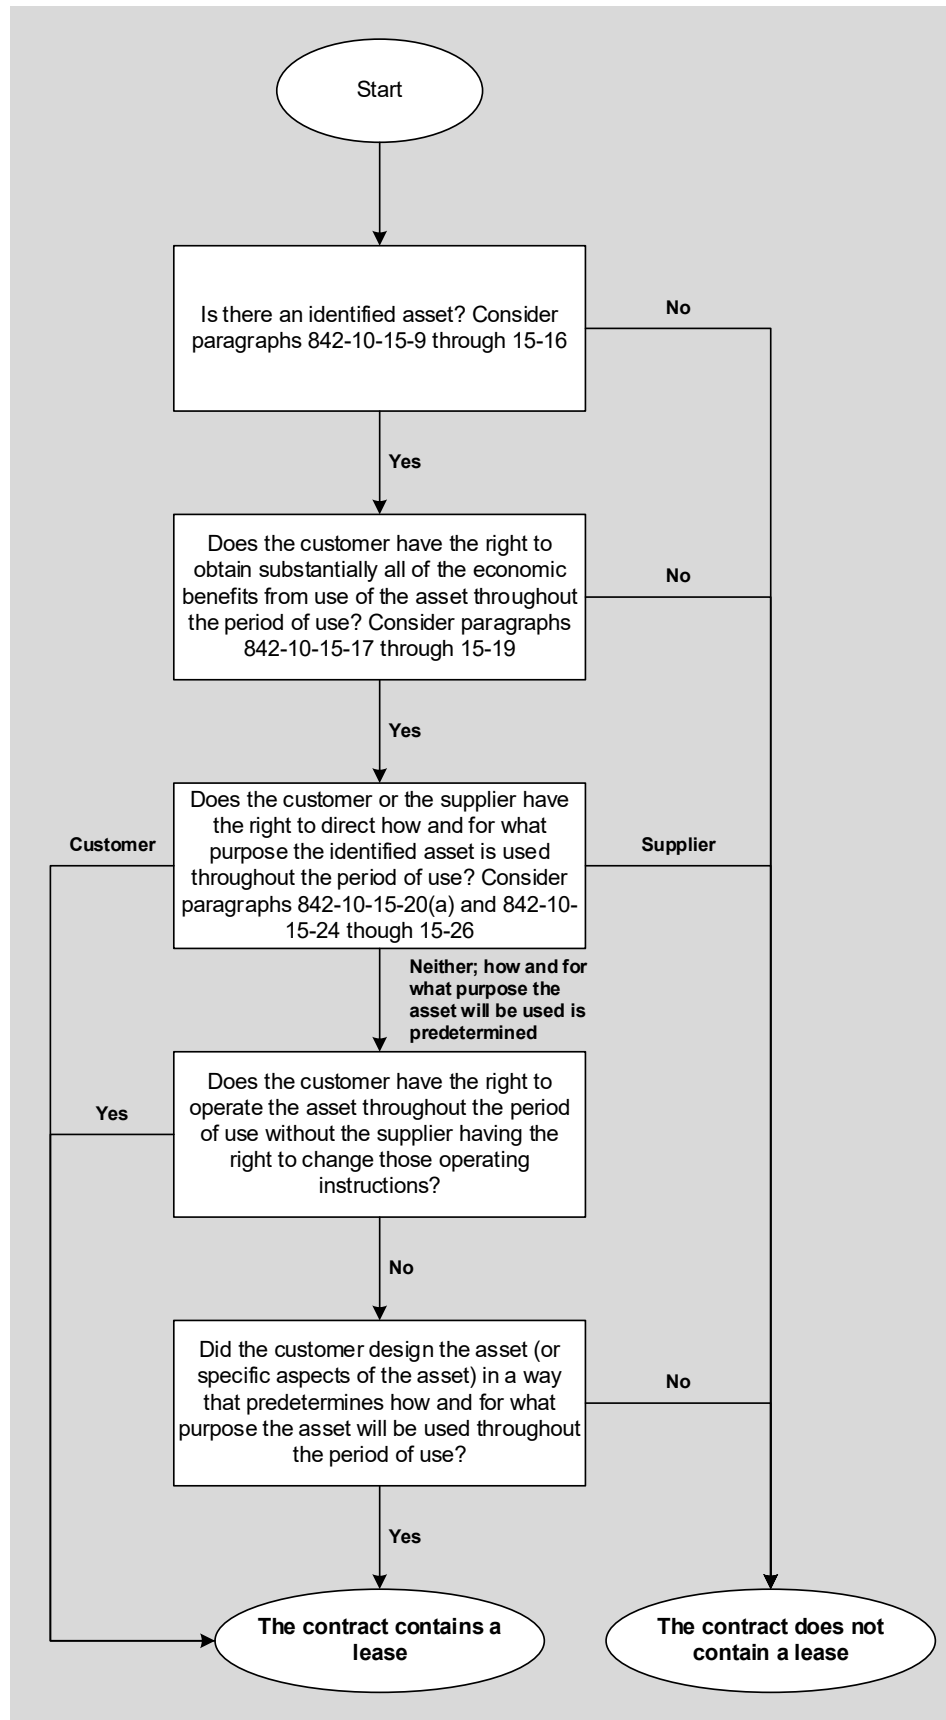 Start
Is there an identified asset? Consider
paragraphs 842-10-15-9 through 15-16
No
Yes
Does the customer have the right to
obtain substantially all of the economic
benefits from use of the asset throughout
the period of use? Consider paragraphs
842-10-15-17 through 15-19
No
Yes
Does the customer or the supplier have
the right to direct how and for what
purpose the identified asset is used
throughout the period of use? Consider
paragraphs 842-10-15-20(a) and 842-10-
15-24 though 15-26
Customer
Supplier
Neither; how and for
what purpose the
asset will be used is
predetermined
Does the customer have the right to
operate the asset throughout the period
of use without the supplier having the
right to change those operating
instructions?
Yes
No
Did the customer design the asset (or
specific aspects of the asset) in a way
that predetermines how and for what
purpose the asset will be used throughout
the period of use?
No
Yes
The contract contains a
lease
The contract does not
contain a lease